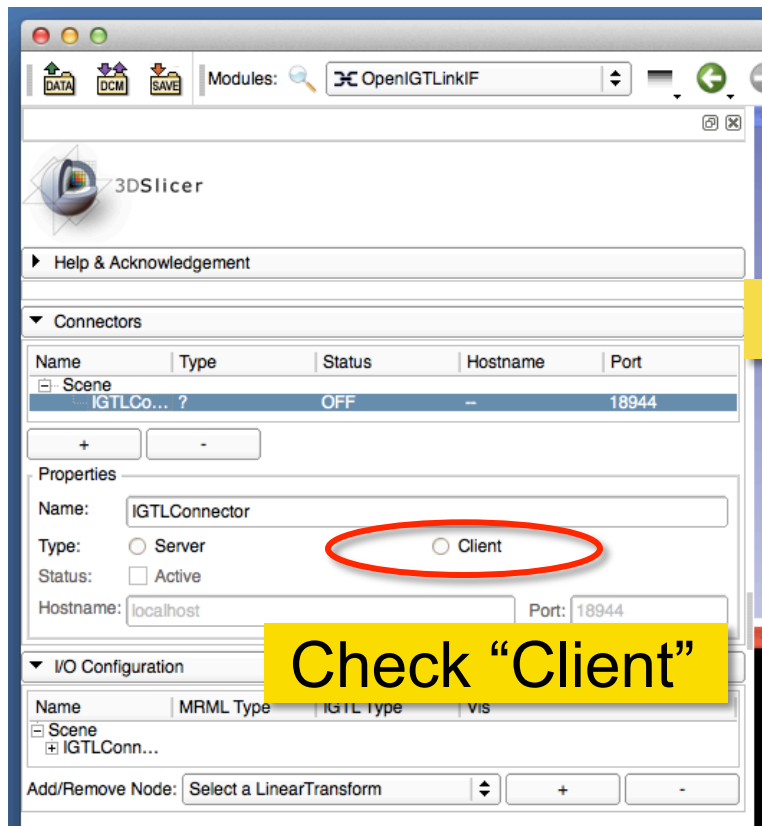 DATA DCM SAVE Modules: OpenIGTLinkIF
3DSlicer
Help & Acknowledgement
Connectors
Name Type Status Hostname Port
Scene
IGTLCo... ? OFF -- 18944
+ -
Properties
Name: IGTLConnector
Type: Server Client
Status: Active
Hostname: localhost Port: 18944
Check “Client”
I/O Configuration
Name MRML Type IGTL Type Vis
Scene
IGTLConn...
Add/Remove Node: Select a LinearTransform + -